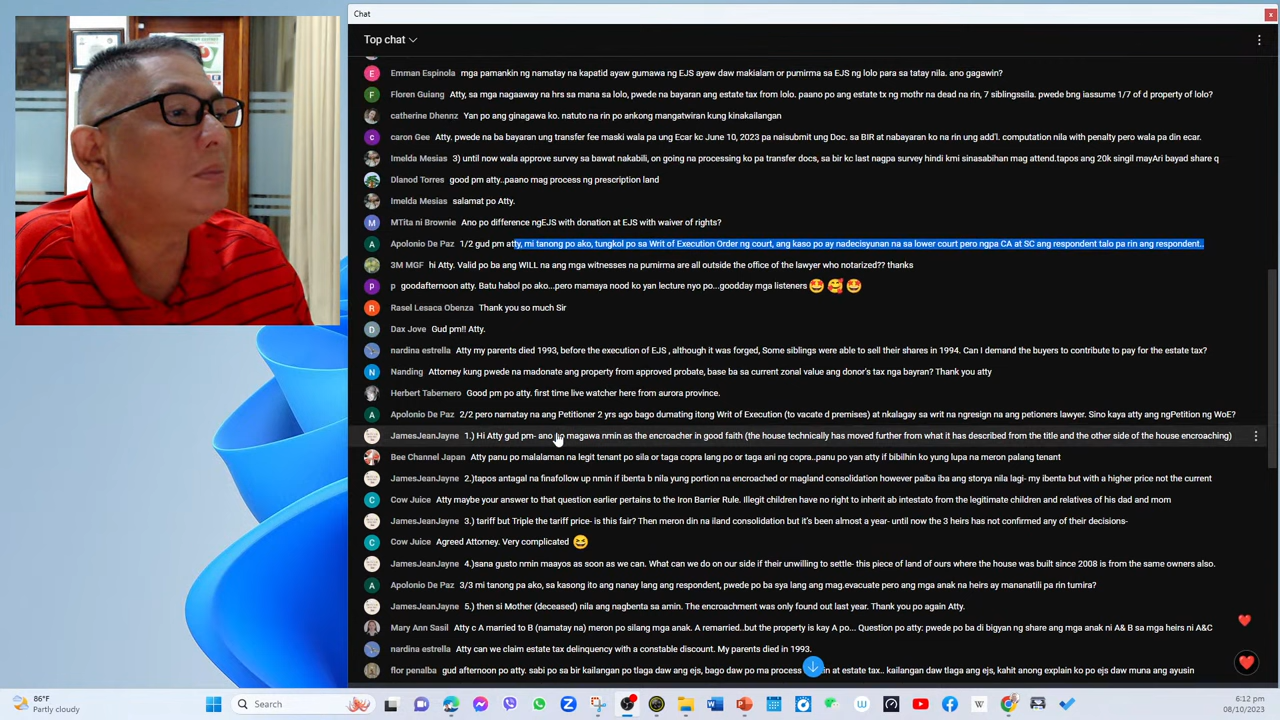 Chat
Top chat
Emman Espinola mga pamankin ng namatay na kapatid ayaw gumawa ng EJS ayaw daw makialam or pumirma sa EJS ng lolo para sa tatay nila. ano gagawin?
Floren Guiang Atty, sa mga nagaaway na hrs sa mana sa lolo, pwede na bayaran ang estate tax from lolo. paano po ang estate tx ng mothr na dead na rin, 7 siblingssila. pwede bng iassume 1/7 of d property of lolo?
catherine Dhennz Yan po ang ginagawa ko. natuto na rin po ankong mangatwiran kung kinakailangan
caron Gee Atty. pwede na ba bayaran ung transfer fee maski wala pa ung Ecar kc June 10, 2023 pa naisubmit ung Doc. sa BIR at nabayaran ko na rin ung add'l. computation nila with penalty pero wala pa din ecar.
Imelda Mesias 3) until now wala approve survey sa bawat nakabili, on going na processing ko pa transfer docs, sa bir kc last nagpa survey hindi kmi sinasabihan mag attend.tapos ang 20k singil mayAri bayad share q
Dlanod Torres good pm atty..paano mag process ng prescription land
Imelda Mesias salamat po Atty.
MTita ni Brownie Ano po difference ngEJS with donation at EJS with waiver of rights?
Apolonio De Paz 1/2 gud pm atty, mi tanong po ako, tungkol po sa Writ of Execution Order ng court, ang kaso po ay nadecisyunan na sa lower court pero ngpa CA at SC ang respondent talo pa rin ang respondent..
3M MGF hi Atty. Valid po ba ang WILL na ang mga witnesses na pumirma are all outside the office of the lawyer who notarized?? thanks
p goodafternoon atty. Batu habol po ako...pero mamaya nood ko yan lecture nyo po...goodday mga listeners 🤩🥰🤩
Rasel Lesaca Obenza Thank you so much Sir
Dax Jove Gud pm!! Atty.
nardina estrella Atty my parents died 1993, before the execution of EJS , although it was forged, Some siblings were able to sell their shares in 1994. Can I demand the buyers to contribute to pay for the estate tax?
Nanding Attorney kung pwede na madonate ang property from approved probate, base ba sa current zonal value ang donor's tax nga bayran? Thank you atty
Herbert Tabernero Good pm po atty. first time live watcher here from aurora province.
Apolonio De Paz 2/2 pero namatay na ang Petitioner 2 yrs ago bago dumating itong Writ of Execution (to vacate d premises) at nkalagay sa writ na ngresign na ang petioners lawyer. Sino kaya atty ang ngPetition ng WoE?
JamesJeanJayne 1.) Hi Atty gud pm- ano po magawa nmin as the encroacher in good faith (the house technically has moved further from what it has described from the title and the other side of the house encroaching)
Bee Channel Japan Atty panu po malalaman na legit tenant po sila or taga copra lang po or taga ani ng copra..panu po yan atty if bibilhin ko yung lupa na meron palang tenant
JamesJeanJayne 2.)tapos antagal na finafollow up nmin if ibenta b nila yung portion na encroached or magland consolidation however paiba iba ang storya nila lagi- my ibenta but with a higher price not the current
Cow Juice Atty maybe your answer to that question earlier pertains to the Iron Barrier Rule. Illegit children have no right to inherit ab intestato from the legitimate children and relatives of his dad and mom
JamesJeanJayne 3.) tariff but Triple the tariff price- is this fair? Then meron din na iland consolidation but it's been almost a year- until now the 3 heirs has not confirmed any of their decisions-
Cow Juice Agreed Attorney. Very complicated 😆
JamesJeanJayne 4.)sana gusto nmin maayos as soon as we can. What can we do on our side if their unwilling to settle- this piece of land of ours where the house was built since 2008 is from the same owners also.
Apolonio De Paz 3/3 mi tanong pa ako, sa kasong ito ang nanay lang ang respondent, pwede po ba sya lang ang mag.evacuate pero ang mga anak na heirs ay mananatili pa rin tumira?
JamesJeanJayne 5.) then si Mother (deceased) nila ang nagbenta sa amin. The encroachment was only found out last year. Thank you po again Atty.
Mary Ann Sasil Atty c A married to B (namatay na) meron po silang mga anak. A remarried..but the property is kay A po... Question po atty: pwede po ba di bigyan ng share ang mga anak ni A& B sa mga heirs ni A&C
nardina estrella Atty can we claim estate tax delinquency with a constable discount. My parents died in 1993.
flor penalba gud afternoon po atty. sabi po sa bir kailangan po tlaga daw ang ejs, bago daw po ma process in at estate tax.. kailangan daw tlaga ang ejs, kahit anong explain ko po ejs daw muna ang ayusin
86°F
Partly cloudy
Search
6:12 pm
08/10/2023